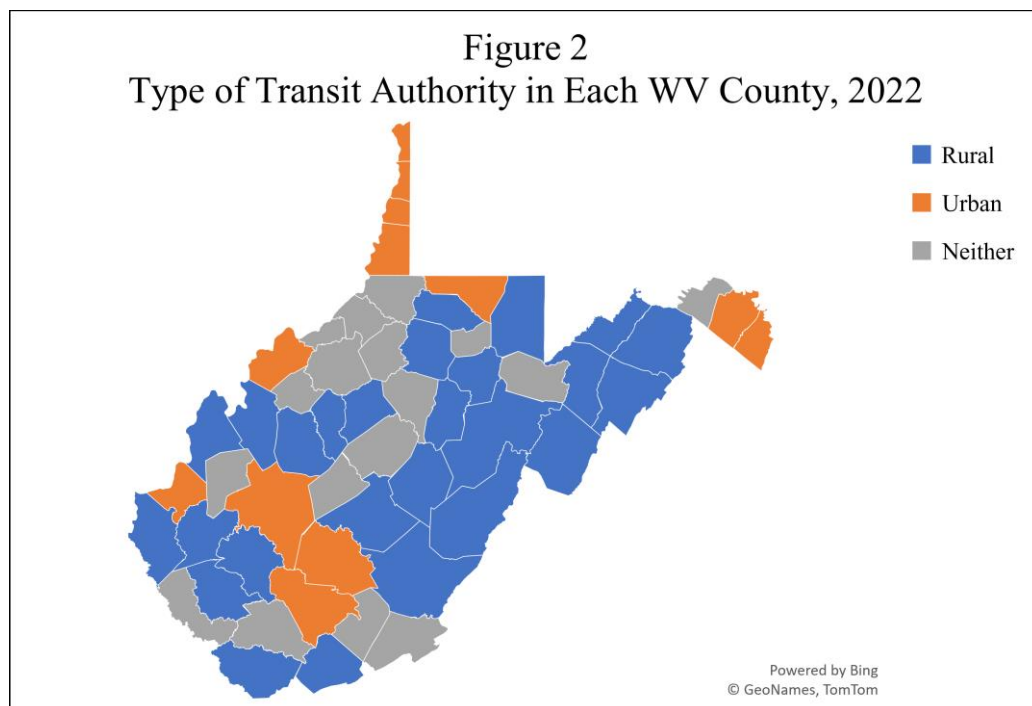 Figure 2
Type of Transit Authority in Each WV County, 2022
Rural
Urban
Neither
Powered by Bing
© GeoNames, TomTom